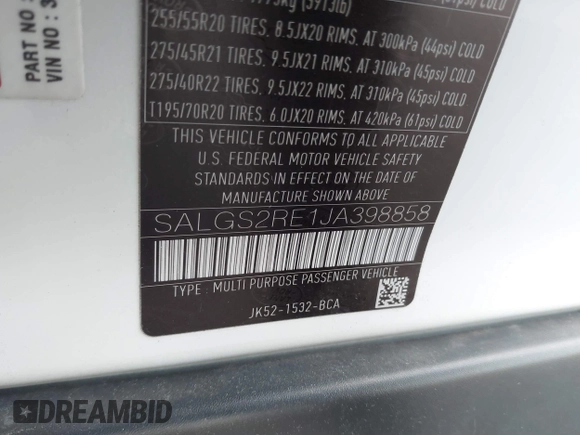 PART NO
VIN : 3
(5913lb)
255/55R20 TIRES. 8.5JX20 RIMS. AT 300kPa (44psi) COLD
275/45R21 TIRES. 9.5JX21 RIMS. AT 310kPa (45psi) COLD
275/40R22 TIRES. 9.5JX22 RIMS. AT 310kPa (45psi) COLD
T195/70R20 TIRES. 6.0JX20 RIMS. AT 420kPa (61psi) COLD
THIS VEHICLE CONFORMS TO ALL APPLICABLE
U.S. FEDERAL MOTOR VEHICLE SAFETY
STANDARDS IN EFFECT ON THE DATE OF
MANUFACTURE SHOWN ABOVE
SALGS2RE1JA398858
TYPE : MULTI PURPOSE PASSENGER VEHICLE
JK52-1532-BCA
DREAMBID